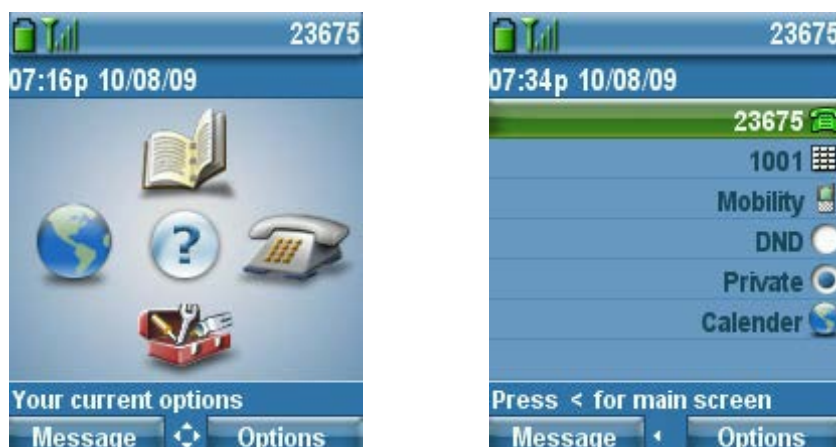 23675
07:16p 10/08/09
?
Your current options
Message Options
23675
07:34p 10/08/09
23675
1001
Mobility
DND
Private
Calender
Press < for main screen
Message Options